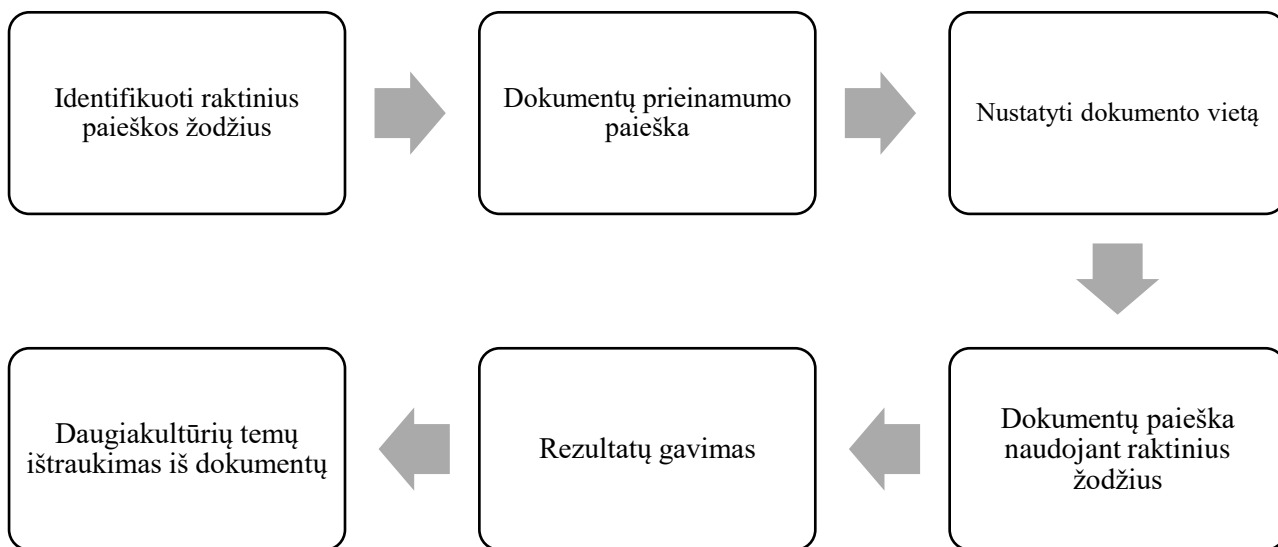 Identifikuoti raktinius
paieškos žodžius
Dokumentų prieinamumo
paieška
Nustatyti dokumento vietą
Dokumentų paieška
naudojant raktinius
žodžius
Rezultatų gavimas
Daugiakultūrių temų
ištraukimas iš dokumentų